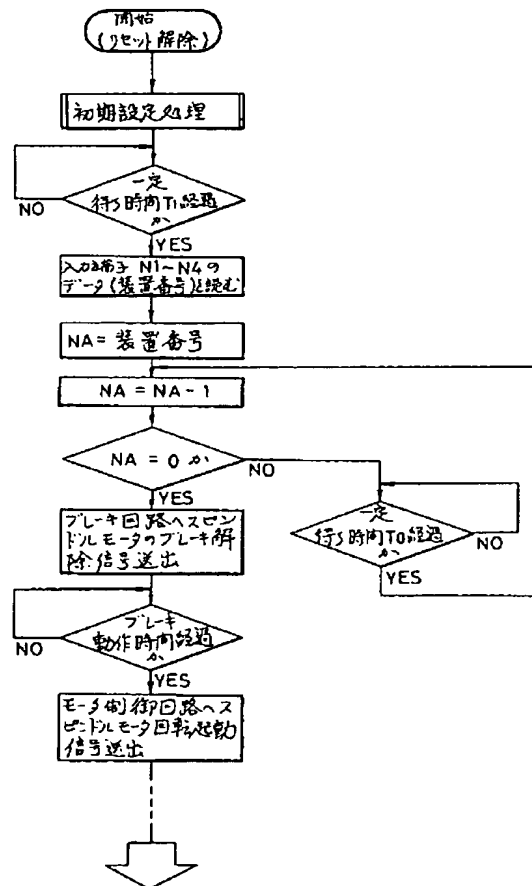 開始
(リセット解除)
初期設定処理
一定
待ち時間T1経過
か
NO
YES
入力端子 N1〜N4の
データ(装置番号)を読む
NA=装置番号
NA = NA-1
NA = 0 か
NO
YES
ブレーキ回路へスピン
ドルモータのブレーキ解
除信号送出
一定
待ち時間T0経過
か
NO
YES
ブレーキ
動作時間経過
か
NO
YES
モータ制御回路へス
ピンドルモータ回転起動
信号送出